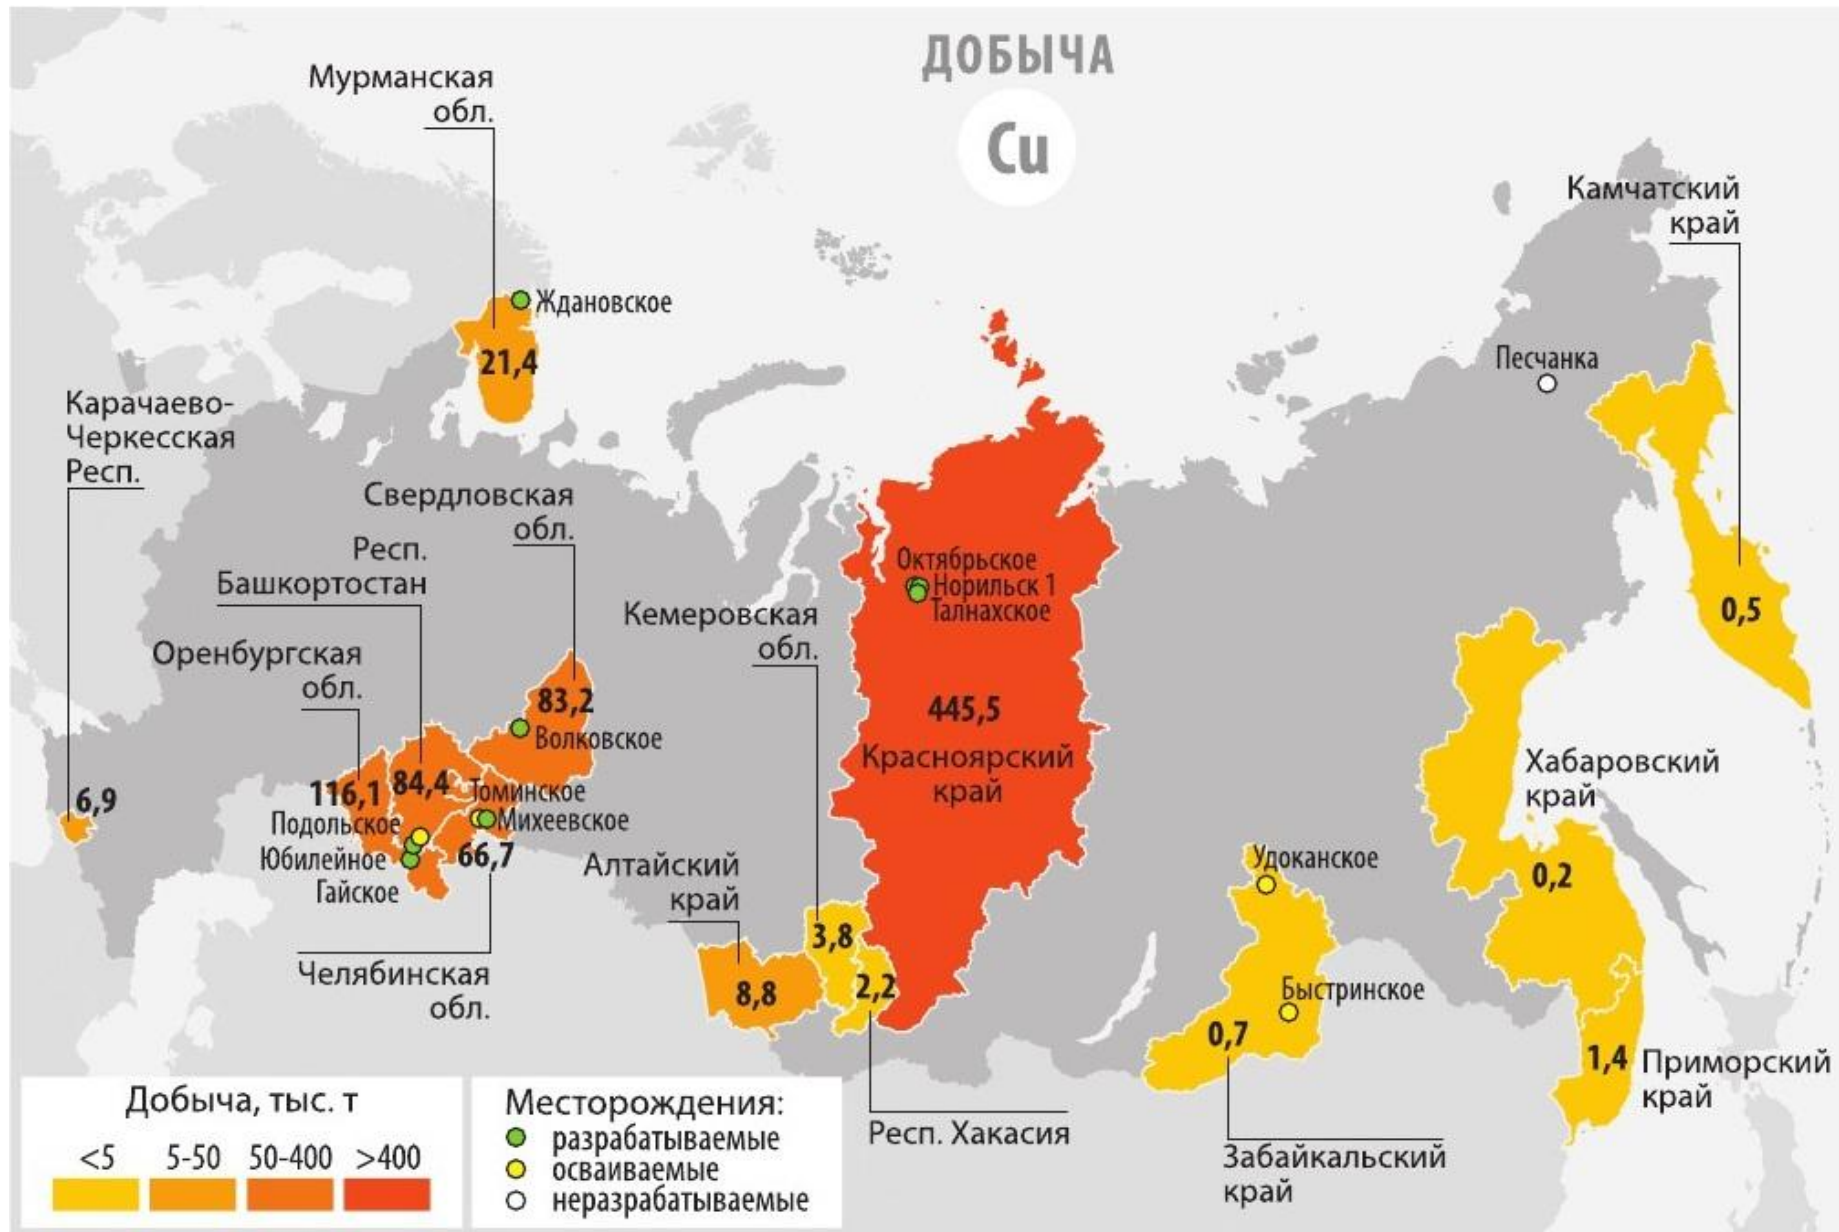 ДОБЫЧА
Cu
Мурманская
обл.
Ждановское
21,4
Камчатский
край
Песчанка
0,5
Карачаево-
Черкесская
Респ.
6,9
Свердловская
обл.
83,2
Волковское
Респ.
Башкортостан
84,4
Оренбургская
обл.
116,1
Томинское
Михеевское
Подольское
Юбилейное
Гайское
66,7
Челябинская
обл.
Октябрьское
Норильск 1
Талнахское
445,5
Красноярский
край
Кемеровская
обл.
3,8
Алтайский
край
8,8
2,2
Респ. Хакасия
Удоканское
Быстринское
0,7
Забайкальский
край
Хабаровский
край
0,2
1,4
Приморский
край
Добыча, тыс. т
<5 5-50 50-400 >400
Месторождения:
разрабатываемые
осваиваемые
неразрабатываемые